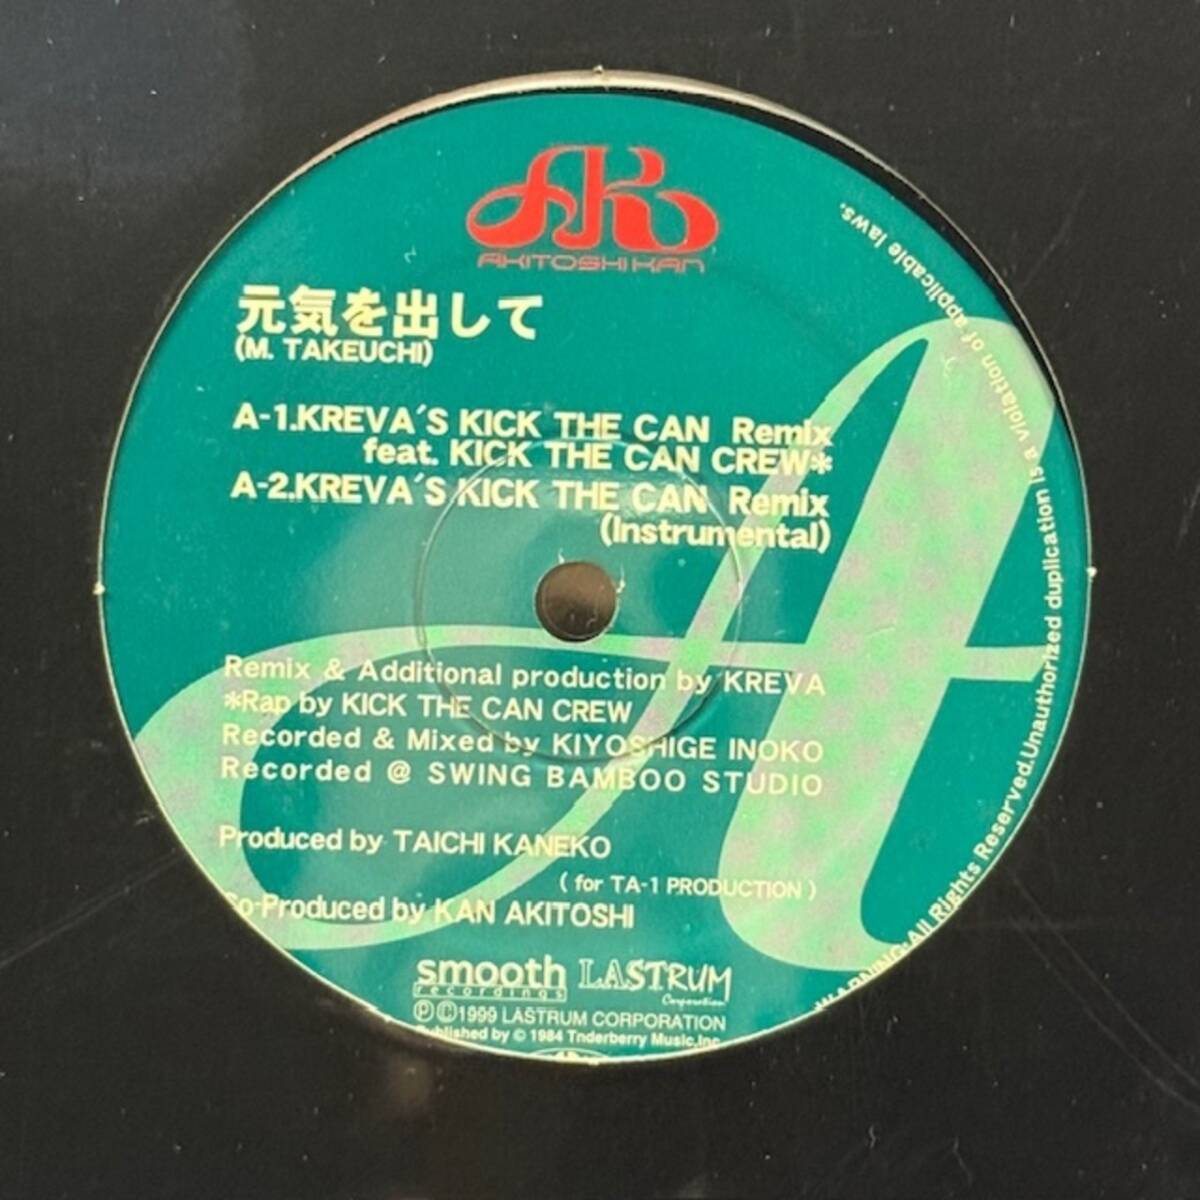 AK
AKITOSHI KAN
元気を出して
(M. TAKEUCHI)
A-1.KREVA'S KICK THE CAN Remix
feat. KICK THE CAN CREW*
A-2.KREVA'S KICK THE CAN Remix
(Instrumental)
Remix & Additional production by KREVA
*Rap by KICK THE CAN CREW
Recorded & Mixed by KIYOSHIGE INOKO
Recorded @ SWING BAMBOO STUDIO
Produced by TAICHI KANEKO
( for TA-1 PRODUCTION )
Co-Produced by KAN AKITOSHI
smooth
recordings
LASTRUM
Corporation
ⓅⒸ1999 LASTRUM CORPORATION
Published by © 1984 Tnderberry Music,Inc.
WARNING:All Rights Reserved.Unauthorized duplication is a violation of applicable laws.
A